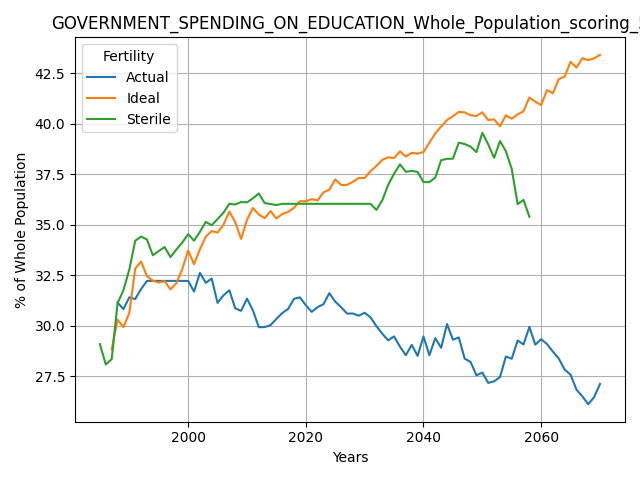 GOVERNMENT_SPENDING_ON_EDUCATION_Whole_Population_scoring_
Fertility
Actual
Ideal
Sterile
% of Whole Population
42.5
40.0
37.5
35.0
32.5
30.0
27.5
2000
2020
2040
2060
Years